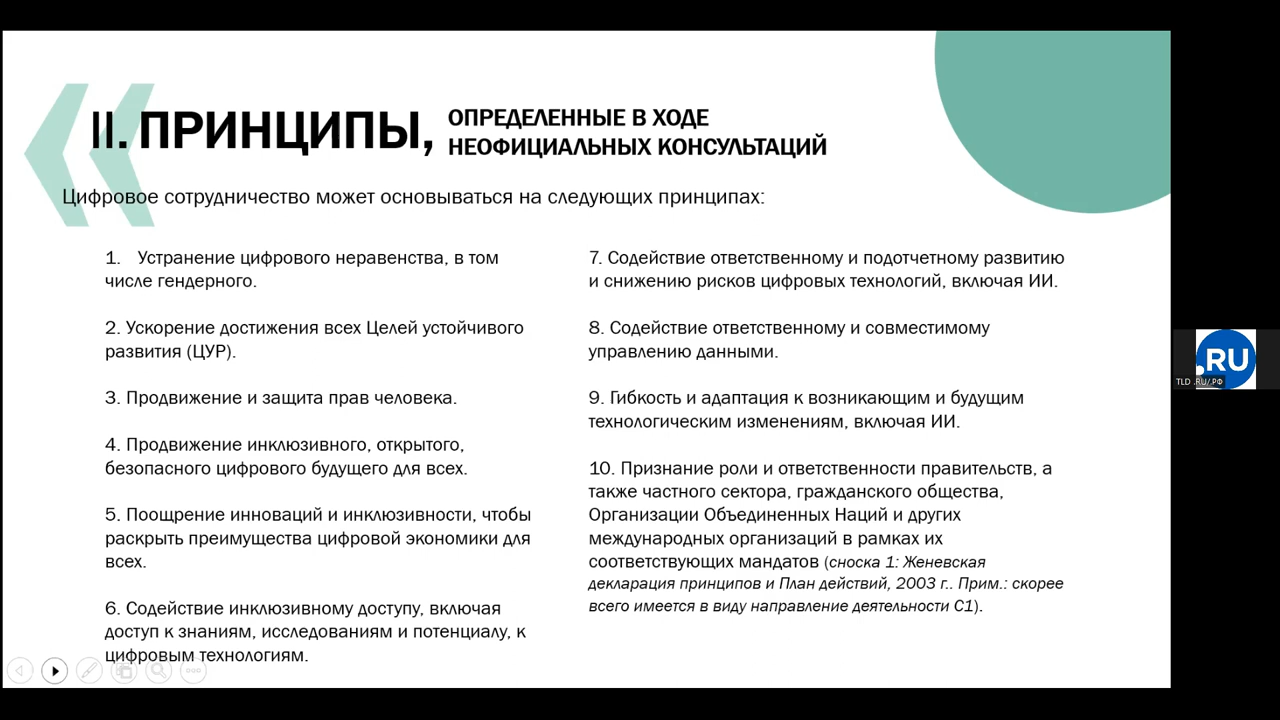 II. ПРИНЦИПЫ,
ОПРЕДЕЛЕННЫЕ В ХОДЕ
НЕОФИЦИАЛЬНЫХ КОНСУЛЬТАЦИЙ
Цифровое сотрудничество может основываться на следующих принципах:
1. Устранение цифрового неравенства, в том
числе гендерного.
2. Ускорение достижения всех Целей устойчивого
развития (ЦУР).
3. Продвижение и защита прав человека.
4. Продвижение инклюзивного, открытого,
безопасного цифрового будущего для всех.
5. Поощрение инноваций и инклюзивности, чтобы
раскрыть преимущества цифровой экономики для
всех.
6. Содействие инклюзивному доступу, включая
доступ к знаниям, исследованиям и потенциалу, к
цифровым технологиям.
7. Содействие ответственному и подотчетному развитию
и снижению рисков цифровых технологий, включая ИИ.
8. Содействие ответственному и совместимому
управлению данными.
9. Гибкость и адаптация к возникающим и будущим
технологическим изменениям, включая ИИ.
10. Признание роли и ответственности правительств, а
также частного сектора, гражданского общества,
Организации Объединенных Наций и других
международных организаций в рамках их
соответствующих мандатов (сноска 1: Женевская
декларация принципов и План действий, 2003 г.. Прим.: скорее
всего имеется в виду направление деятельности С1).
.RU
TLD .RU/.РФ